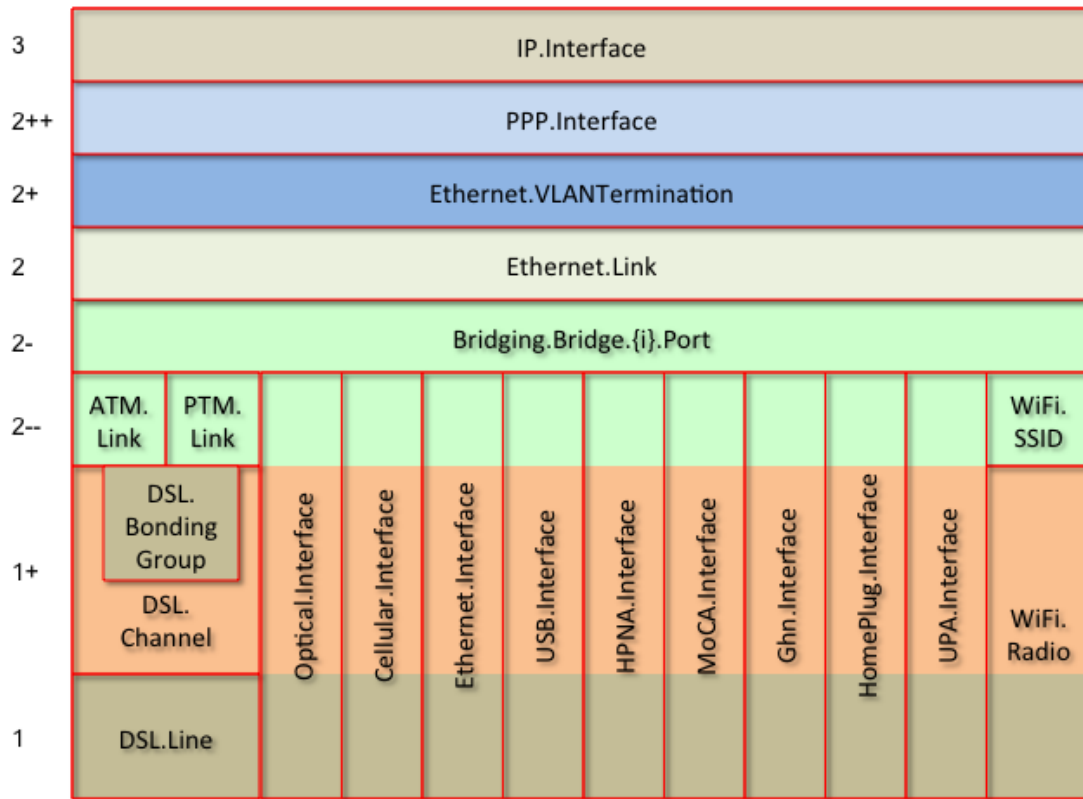 3
IP.Interface
2++
PPP.Interface
2+
Ethernet.VLANTermination
2
Ethernet.Link
2-
Bridging.Bridge.{i}.Port
2--
ATM.
Link
PTM.
Link
WiFi.
SSID
1+
DSL.
Bonding
Group
DSL.
Channel
Optical.Interface
Cellular.Interface
Ethernet.Interface
USB.Interface
HPNA.Interface
MoCA.Interface
Ghn.Interface
HomePlug.Interface
UPA.Interface
WiFi.
Radio
1
DSL.Line